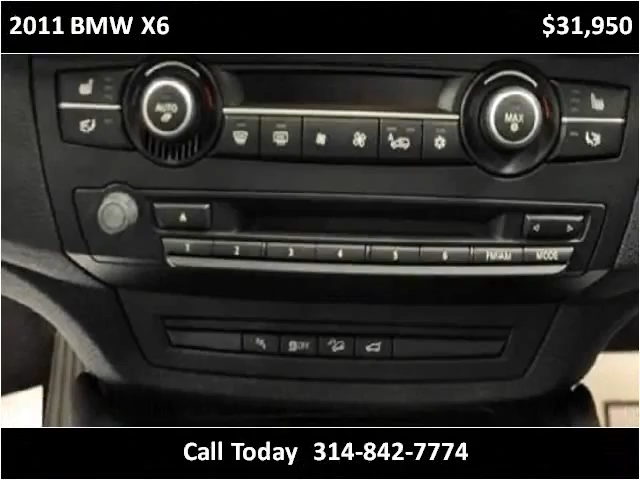 2011 BMW X6 $31,950
AUTO MAX
1 2 3 4 5 6 FM/AM MODE
OFF
Call Today 314-842-7774